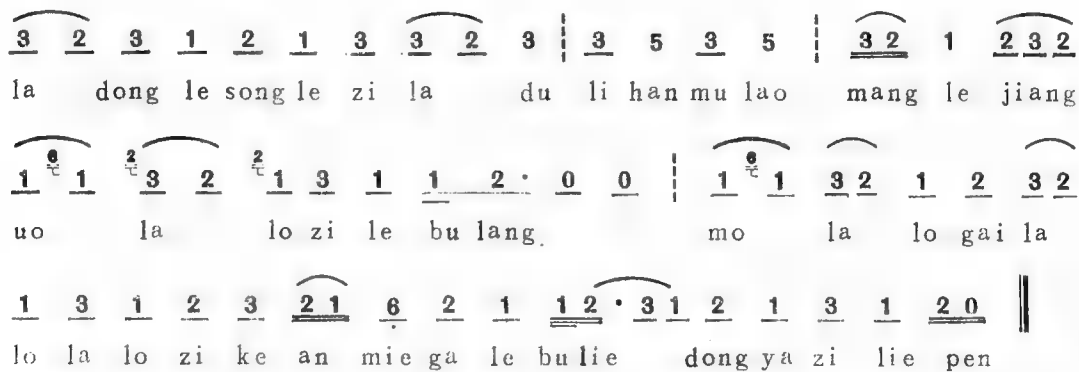 3 2 3 1 2 1 3 3 2 3 3 5 3 5 3 2 1 2 3 2
la dong le song le zi la du li han mu lao mang le jiang
1 6 1 2 3 2 2 1 3 1 1 2 · 0 0 1 6 1 3 2 1 2 3 2
uo la lo zi le bu lang. mo la lo gai la
1 3 1 2 3 2 1 6 2 1 1 2 · 3 1 2 1 3 1 2 0
lo la lo zi ke an mie ga le bu lie dong ya zi lie pen